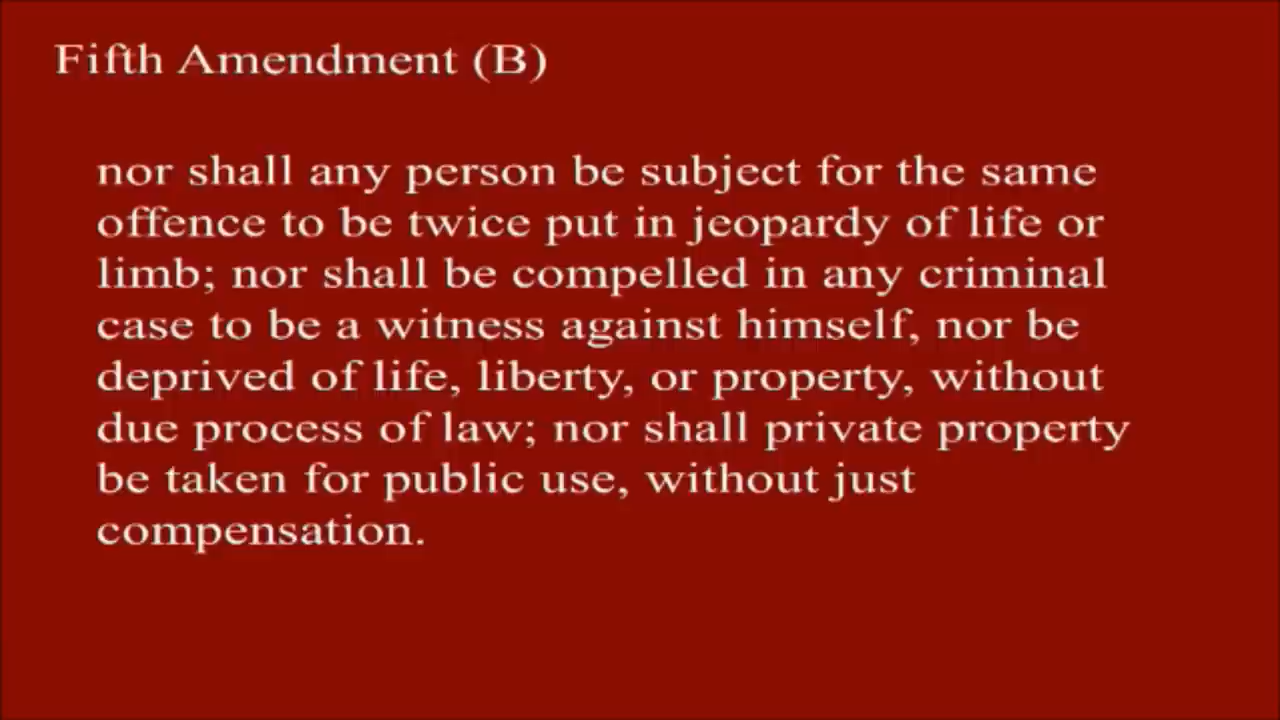 Fifth Amendment (B)
nor shall any person be subject for the same
offence to be twice put in jeopardy of life or
limb; nor shall be compelled in any criminal
case to be a witness against himself, nor be
deprived of life, liberty, or property, without
due process of law; nor shall private property
be taken for public use, without just
compensation.